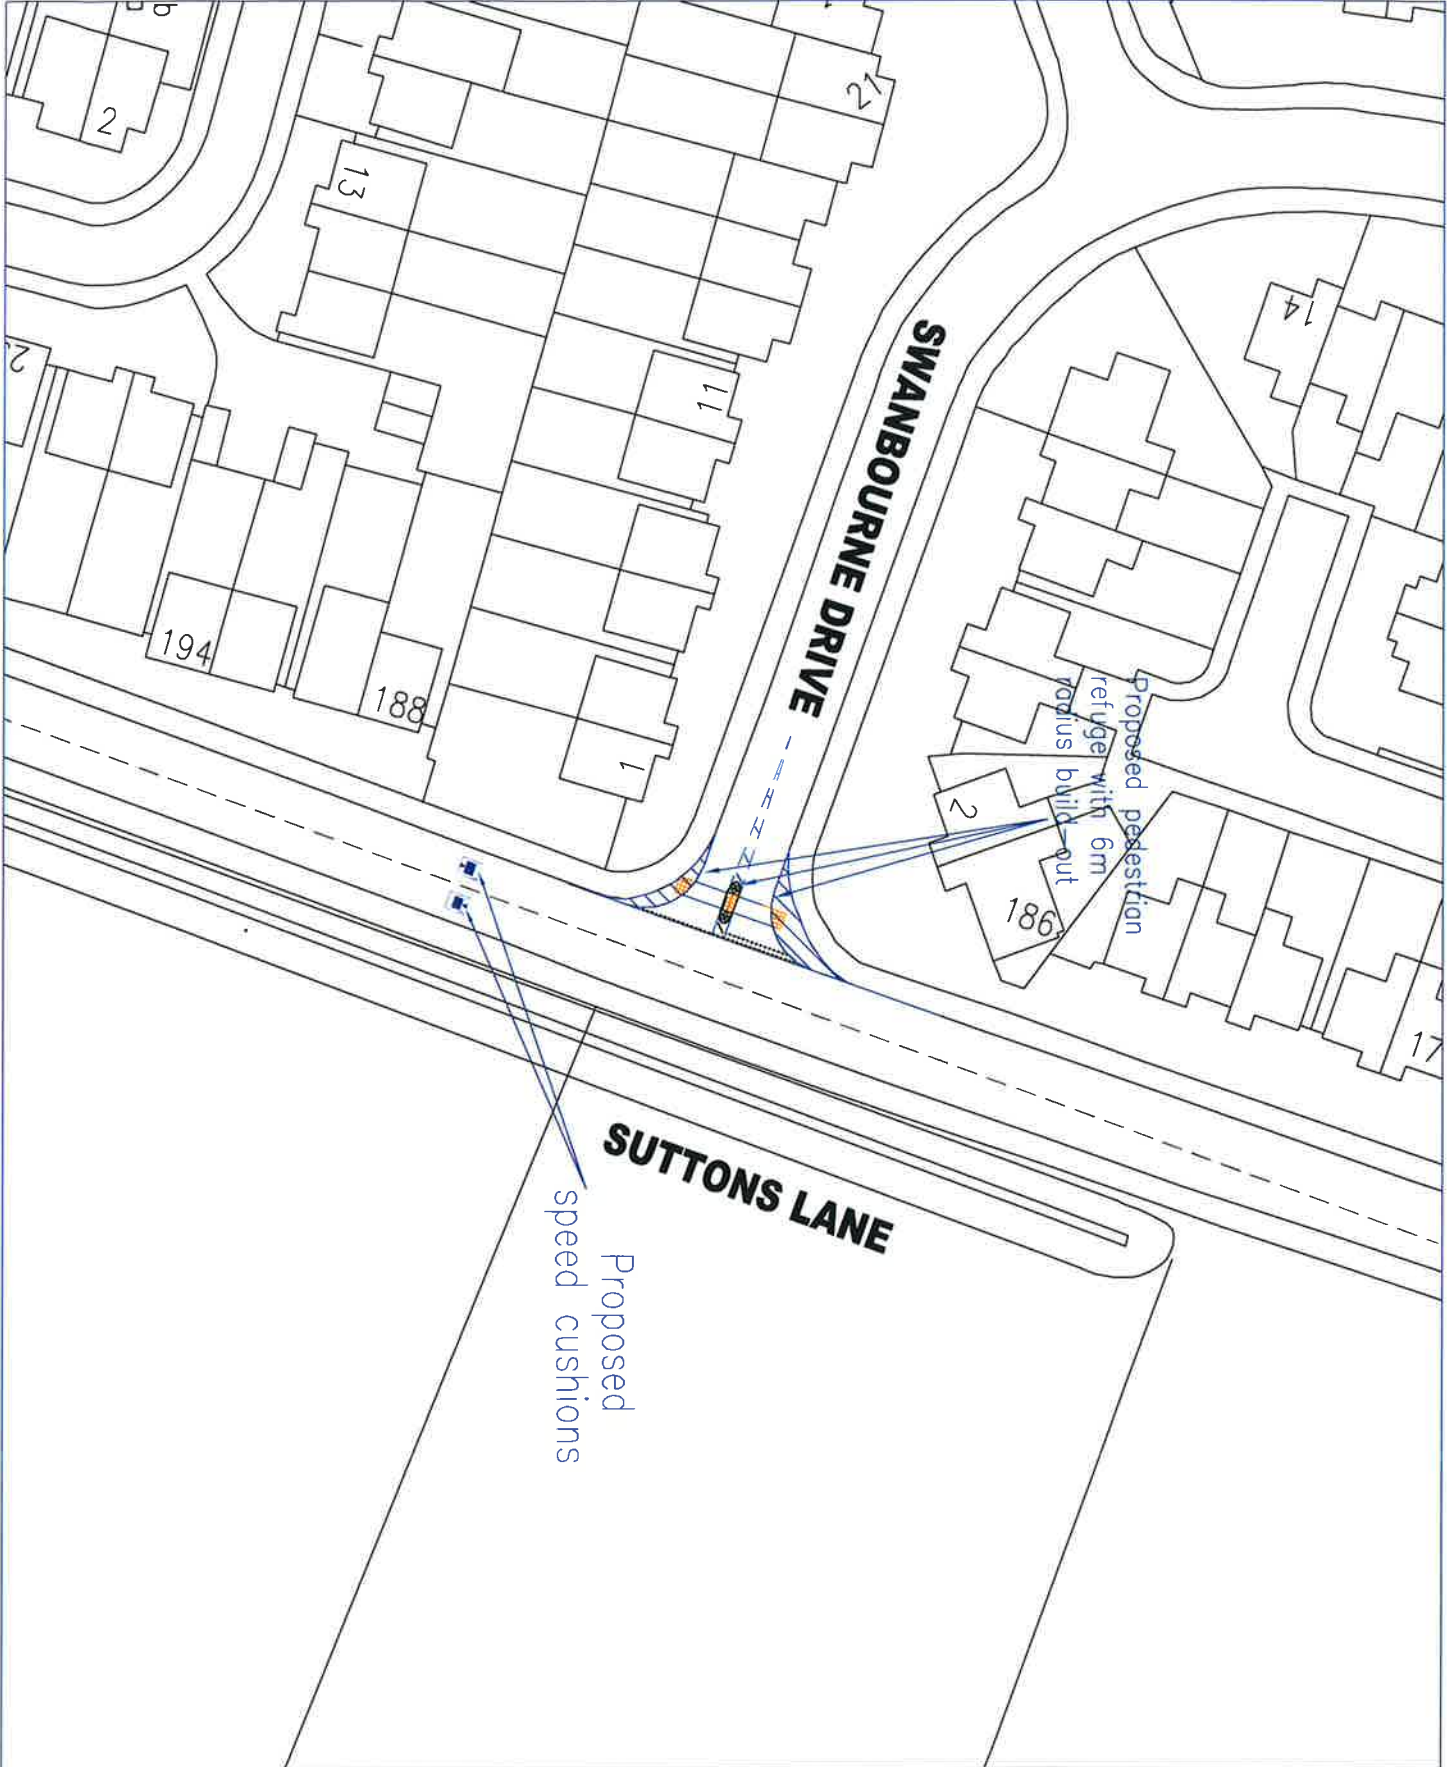 b
2
21
13
14
2
11
SWANBOURNE DRIVE
194
188
1
Proposed pedestrian
refuge with 6m
radius build-out
2
186
17
SUTTONS LANE
Proposed
speed cushions